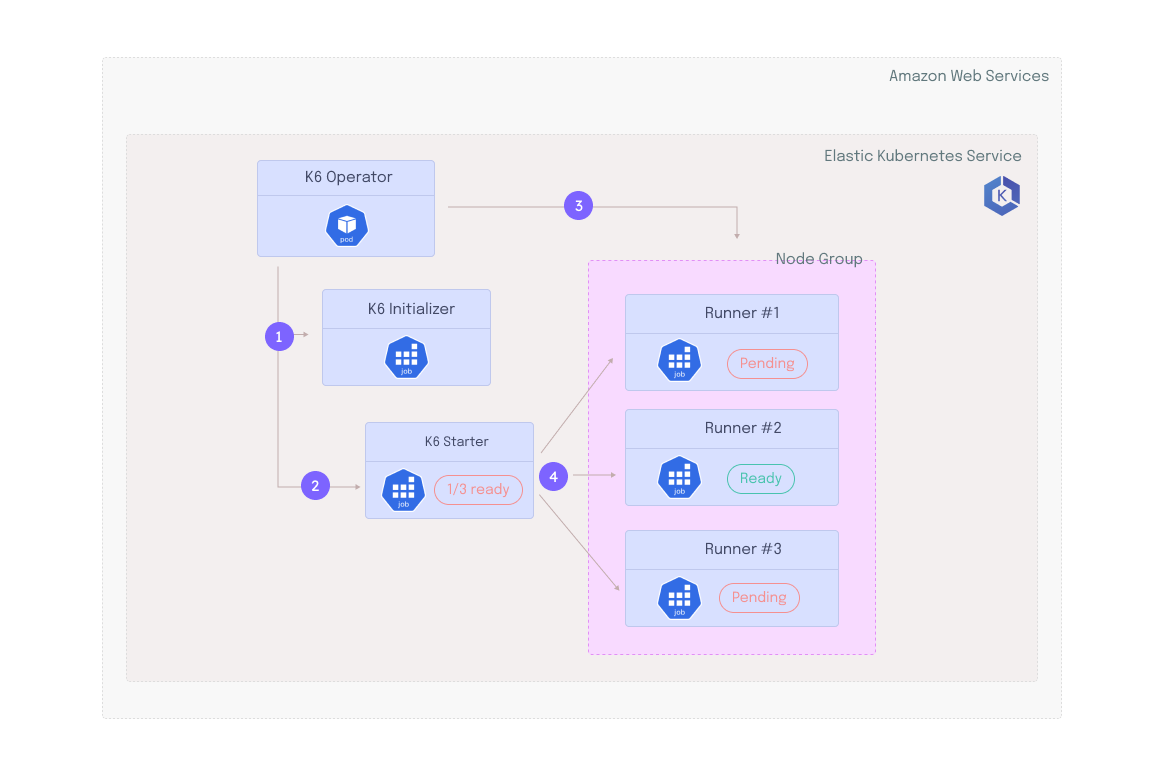 Amazon Web Services
Elastic Kubernetes Service
K
K6 Operator
pod
3
Node Group
1
K6 Initializer
job
2
K6 Starter
job
1/3 ready
4
Runner #1
job
Pending
Runner #2
job
Ready
Runner #3
job
Pending